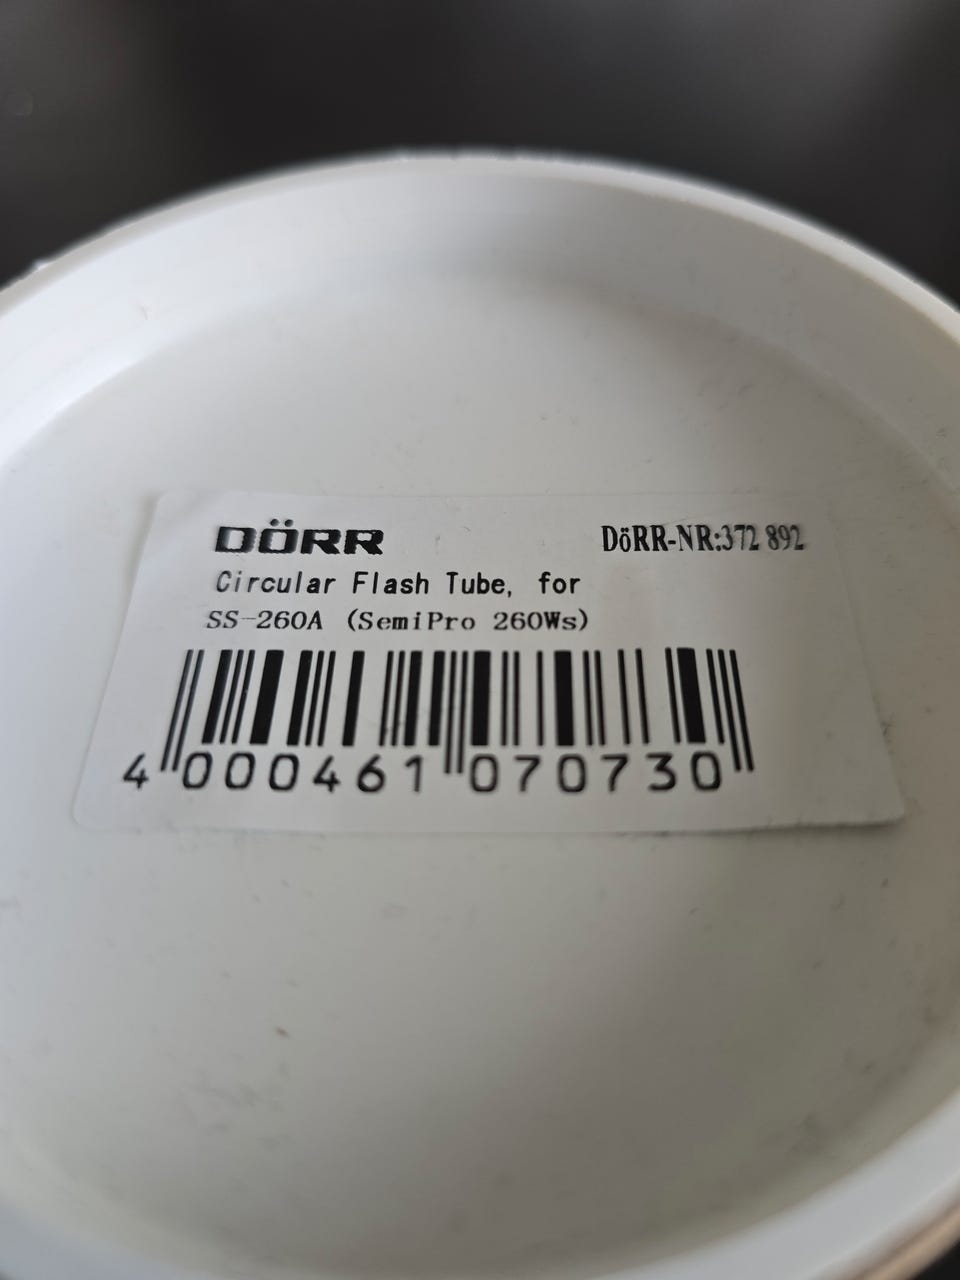 DÖRR DöRR-NR:372 892
Circular Flash Tube, for
SS-260A (SemiPro 260Ws)
4 000461 070730